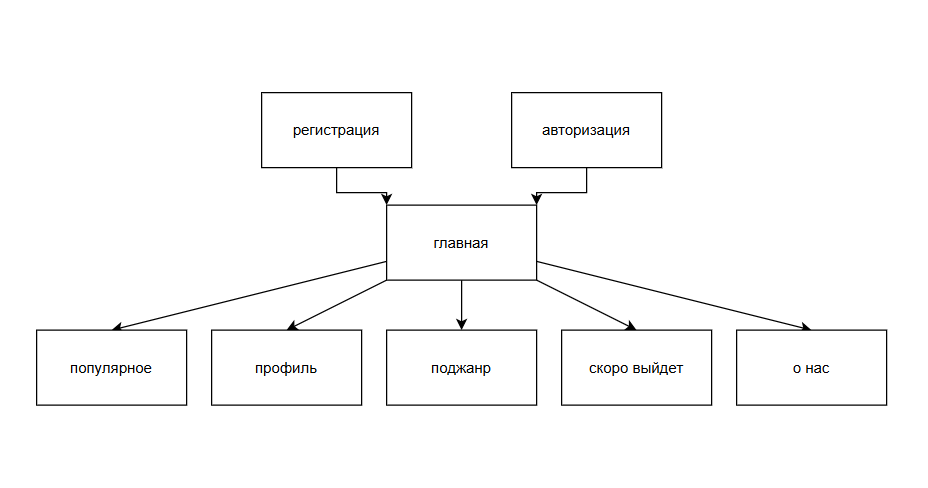 регистрация
авторизация
главная
популярное
профиль
поджанр
скоро выйдет
о нас